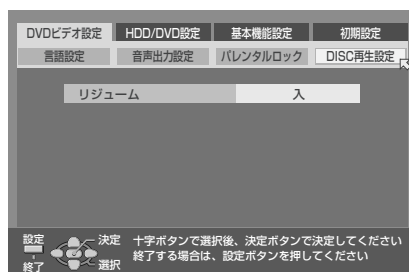 DVDビデオ設定 HDD/DVD設定 基本機能設定 初期設定
言語設定 音声出力設定 パレンタルロック DISC再生設定
リジューム 入
設定 決定 十字ボタンで選択後、決定ボタンで決定してください
終了 選択 終了する場合は、設定ボタンを押してください